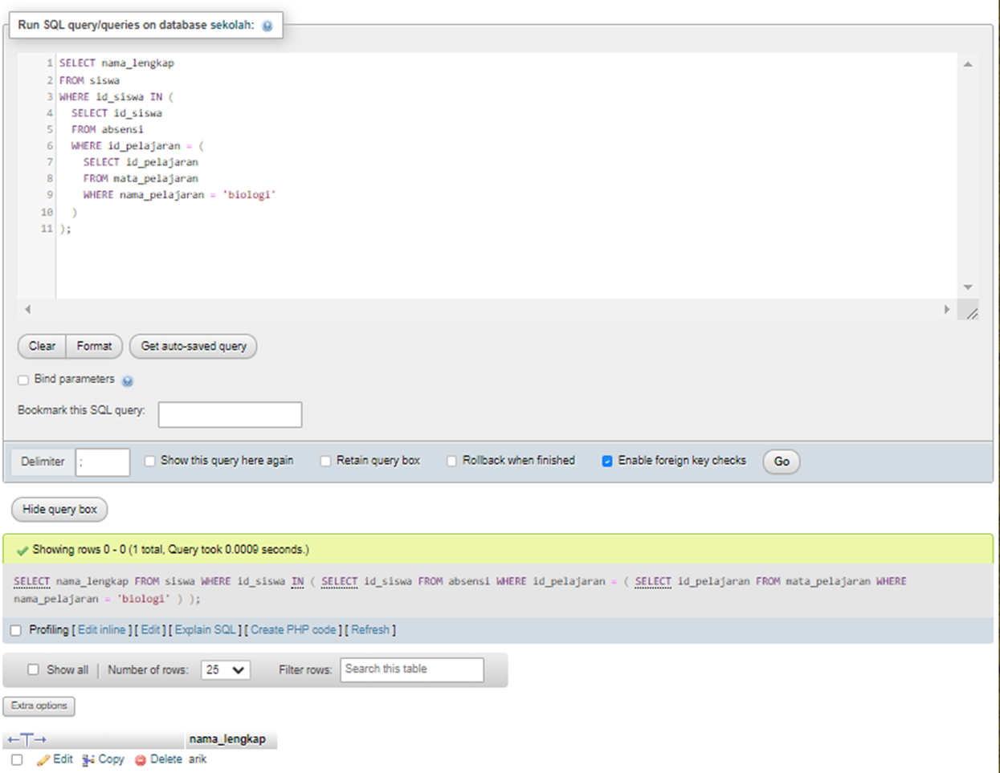 Run SQL query/queries on database sekolah:
1 SELECT nama_lengkap
2 FROM siswa
3 WHERE id_siswa IN (
4 SELECT id_siswa
5 FROM absensi
6 WHERE id_pelajaran = (
7 SELECT id_pelajaran
8 FROM mata_pelajaran
9 WHERE nama_pelajaran = 'biologi'
10 )
11 );
Clear Format Get auto-saved query
Bind parameters
Bookmark this SQL query:
Delimiter ; Show this query here again Retain query box Rollback when finished Enable foreign key checks Go
Hide query box
Showing rows 0 - 0 (1 total, Query took 0.0009 seconds.)
SELECT nama_lengkap FROM siswa WHERE id_siswa IN ( SELECT id_siswa FROM absensi WHERE id_pelajaran = ( SELECT id_pelajaran FROM mata_pelajaran WHERE
nama_pelajaran = 'biologi' ) );
Profiling [ Edit inline ] [ Edit ] [ Explain SQL ] [ Create PHP code ] [ Refresh ]
Show all | Number of rows: 25 Filter rows: Search this table
Extra options
←T→ nama_lengkap
Edit Copy Delete arik